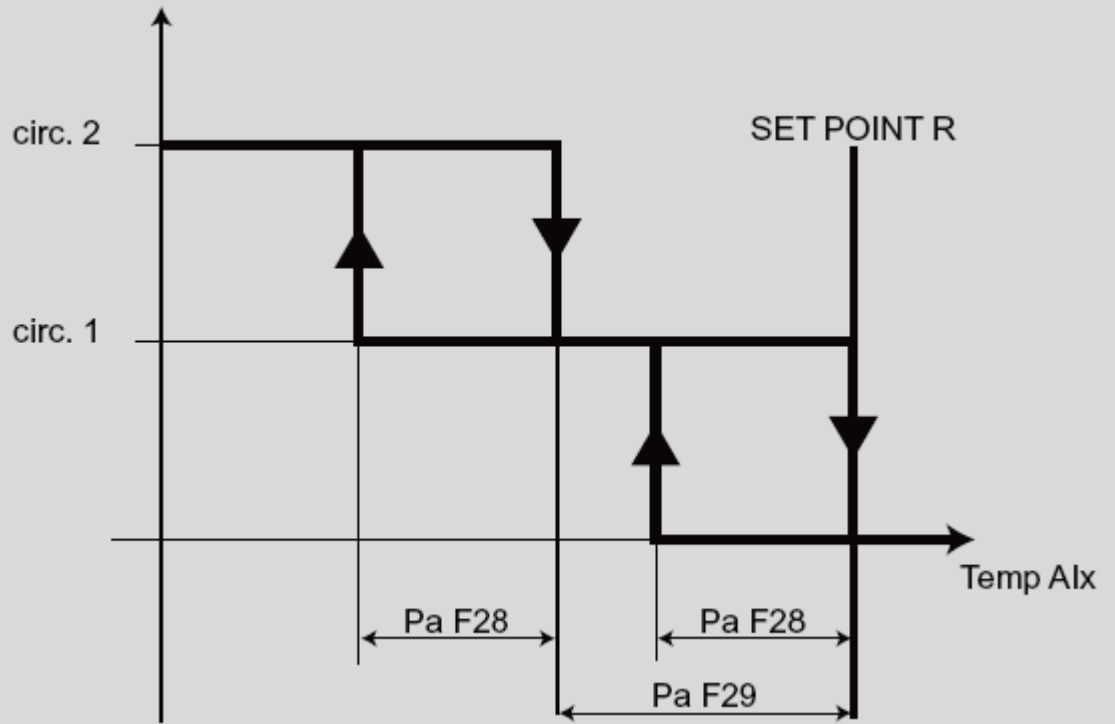 circ. 2
SET POINT R
circ. 1
Temp AIx
Pa F28
Pa F28
Pa F29